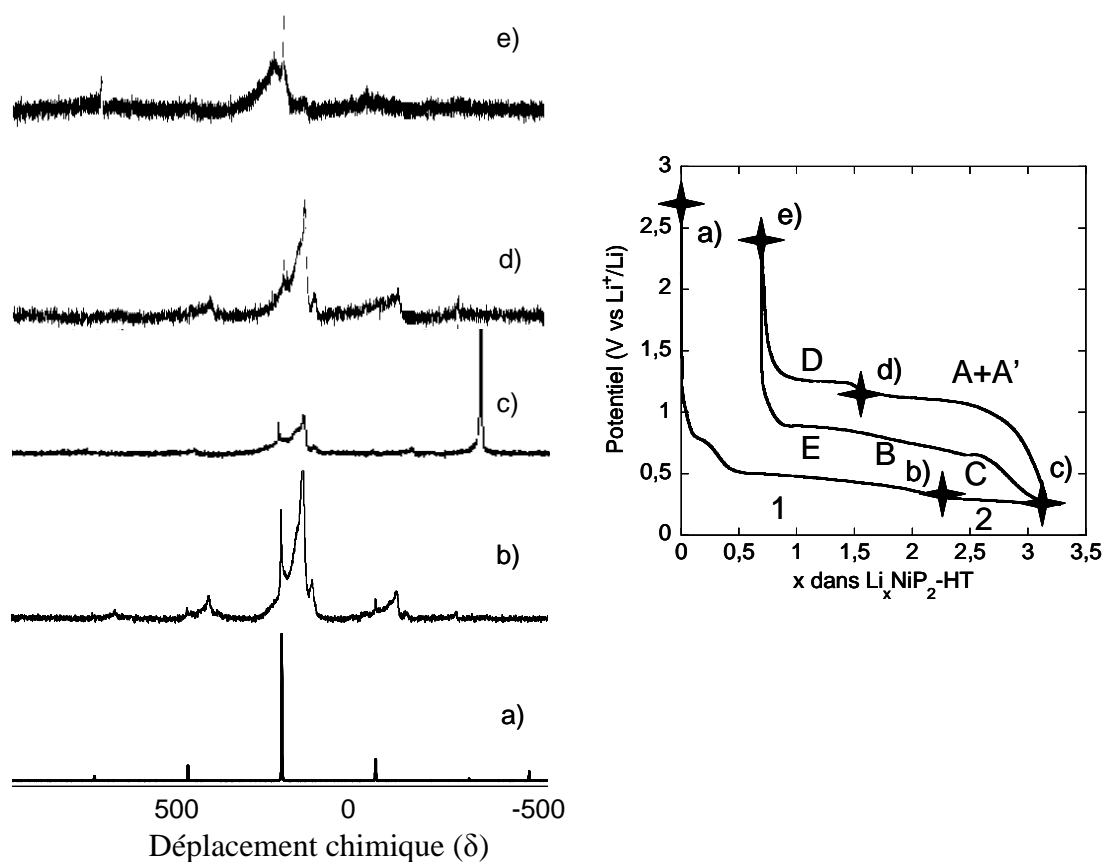 e)
d)
c)
b)
a)
500
0
-500
Déplacement chimique (δ)
3
2,5
2
1,5
1
0,5
0
Potentiel (V vs Li⁺/Li)
a)
e)
D
d)
A+A'
E
B
b)
C
c)
1
2
0
0,5
1
1,5
2
2,5
3
3,5
x dans LiₓNiP₂-HT